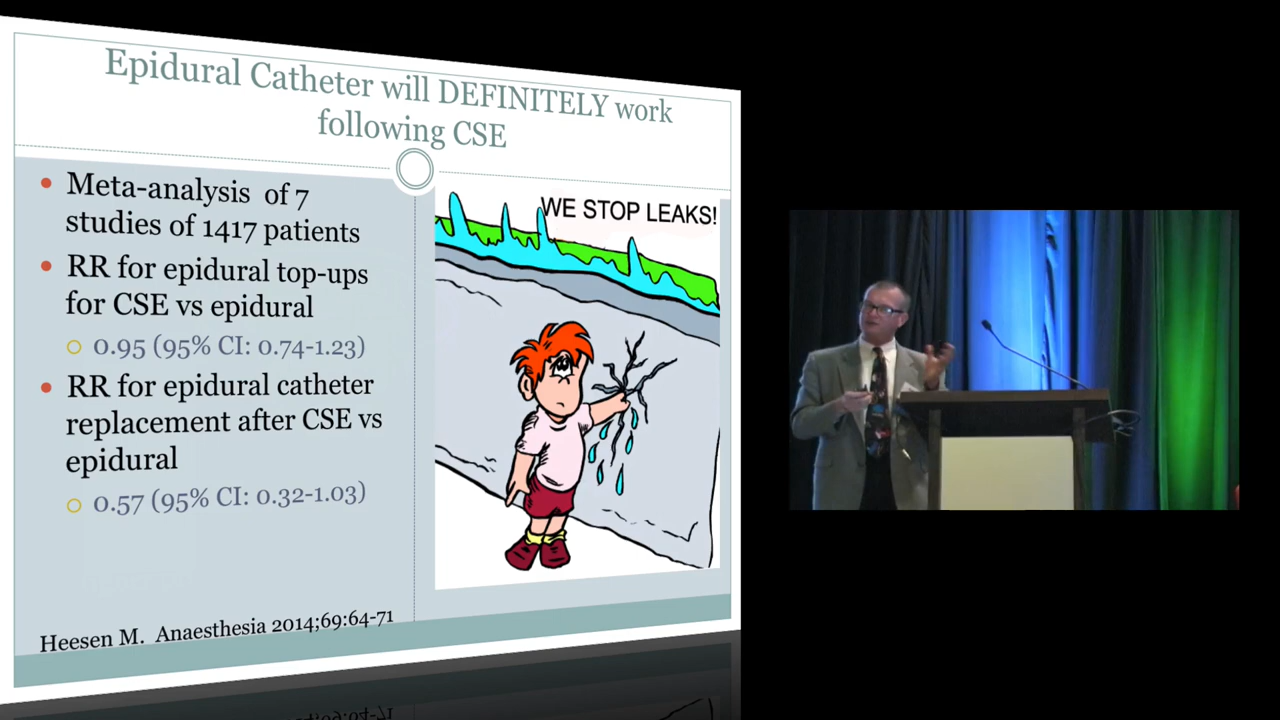 Epidural Catheter will DEFINITELY work
following CSE
Meta-analysis of 7
studies of 1417 patients
RR for epidural top-ups
for CSE vs epidural
0.95 (95% CI: 0.74-1.23)
RR for epidural catheter
replacement after CSE vs
epidural
0.57 (95% CI: 0.32-1.03)
Heesen M. Anaesthesia 2014;69:64-71
WE STOP LEAKS!